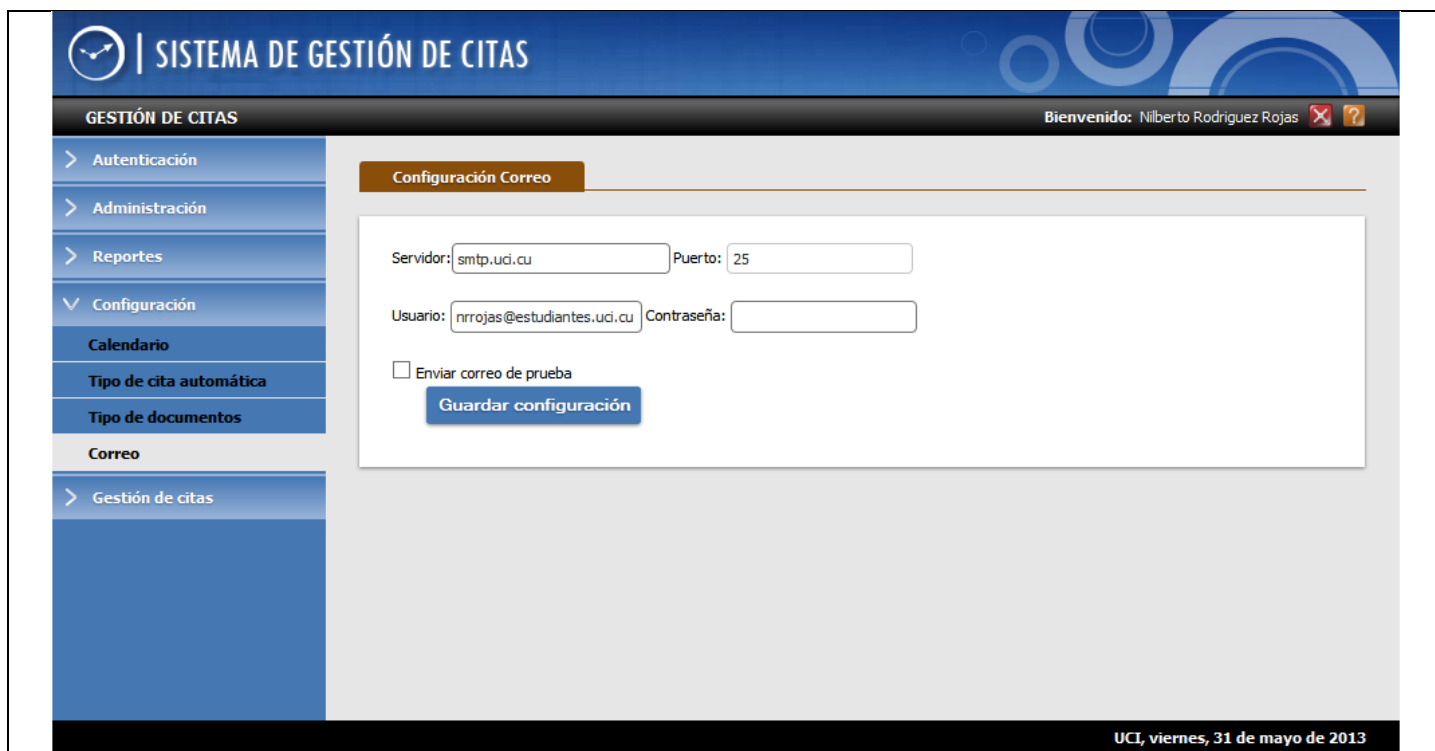 SISTEMA DE GESTIÓN DE CITAS
GESTIÓN DE CITAS
Bienvenido: Nilberto Rodriguez Rojas
Autenticación
Administración
Reportes
Configuración
Calendario
Tipo de cita automática
Tipo de documentos
Correo
Gestión de citas
Configuración Correo
Servidor: smtp.uci.cu Puerto: 25
Usuario: nrrojas@estudiantes.uci.cu Contraseña:
Enviar correo de prueba
Guardar configuración
UCI, viernes, 31 de mayo de 2013